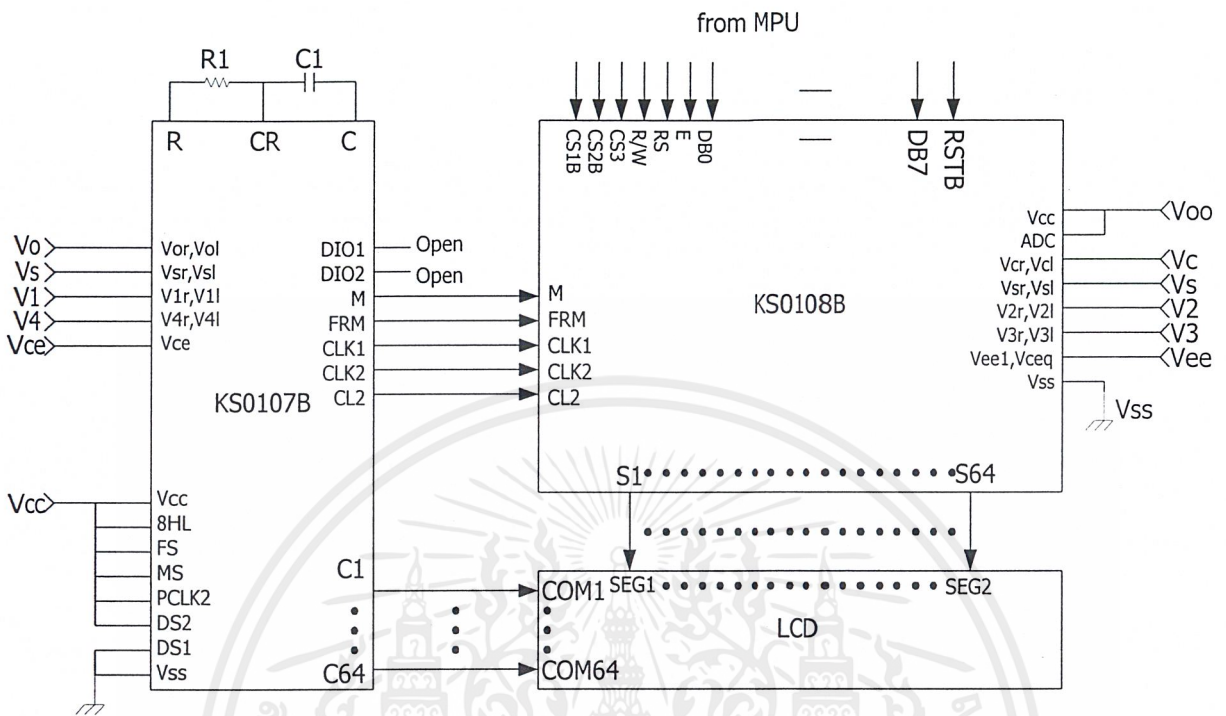 from MPU
R1
C1
R
CR
C
CS1B
CS2B
CS3
R/W
RS
E
DB0
DB7
RSTB
Vo
Vs
V1
V4
Vce
Vor,Vol
Vsr,Vsl
V1r,V1l
V4r,V4l
Vce
DIO1
DIO2
M
FRM
CLK1
CLK2
CL2
Open
Open
KS0107B
M
FRM
CLK1
CLK2
CL2
KS0108B
Vcc
ADC
Vcr,Vcl
Vsr,Vsl
V2r,V2l
V3r,V3l
Vee1,Vceq
Vss
Voo
Vc
Vs
V2
V3
Vee
Vss
S1
S64
Vcc
Vcc
8HL
FS
MS
PCLK2
DS2
DS1
Vss
C1
C64
COM1
COM64
SEG1
SEG2
LCD